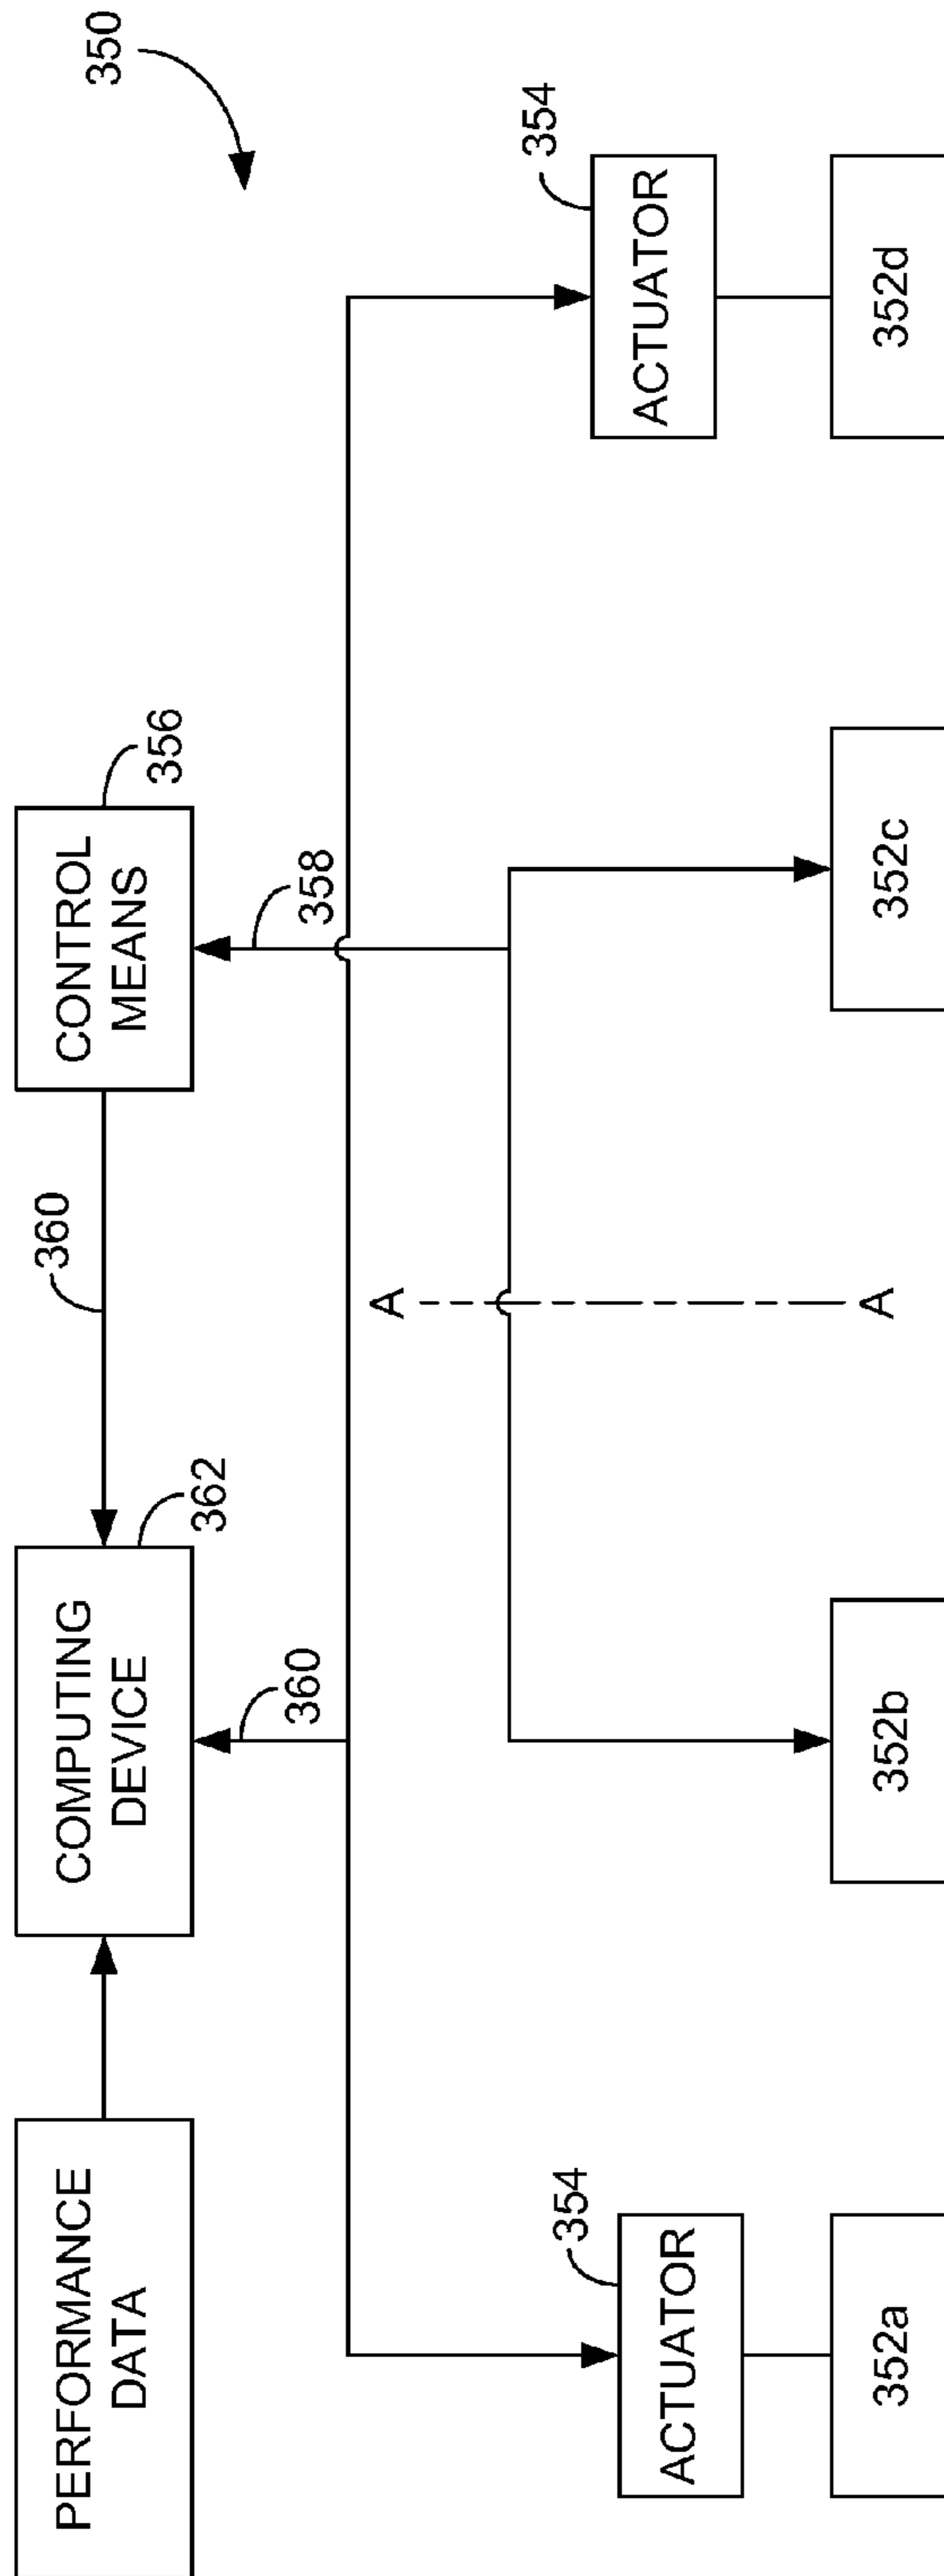 350
PERFORMANCE
DATA
COMPUTING
DEVICE
362
360
CONTROL
MEANS
356
360
358
A
A
354
ACTUATOR
354
ACTUATOR
352a
352b
352c
352d